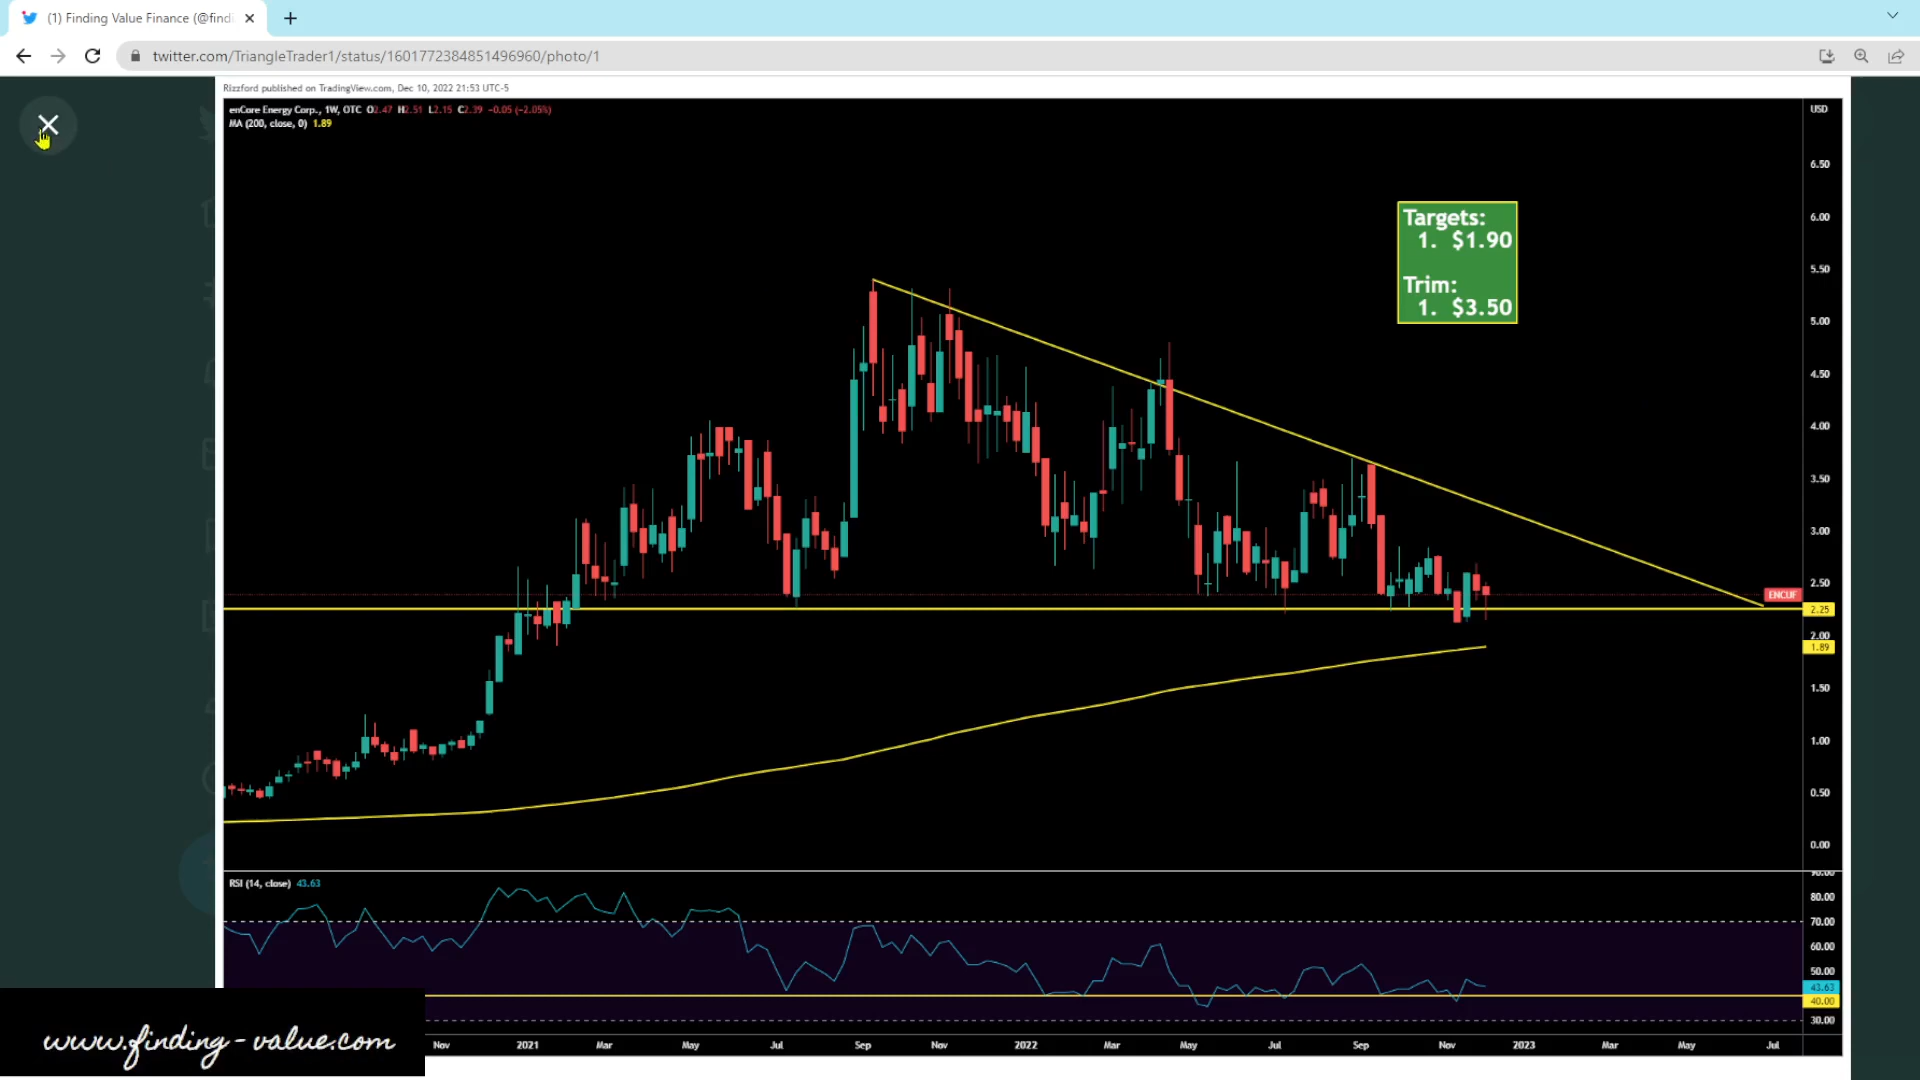 (1) Finding Value Finance (@findi
twitter.com/TriangleTrader1/status/1601772384851496960/photo/1
Rizzford published on TradingView.com, Dec 10, 2022 21:53 UTC-5
enCore Energy Corp., 1W, OTC O2.47 H2.51 L2.15 C2.39 -0.05 (-2.05%)
MA (200, close, 0) 1.89
USD
6.50
6.00
5.50
5.00
4.50
4.00
3.50
3.00
2.50
ENCUF
2.25
2.00
1.89
1.50
1.00
0.50
0.00
Targets:
1. $1.90
Trim:
1. $3.50
RSI (14, close) 43.63
90.00
80.00
70.00
60.00
50.00
43.63
40.00
30.00
Nov 2021 Mar May Jul Sep Nov 2022 Mar May Jul Sep Nov 2023 Mar May Jul
www.finding-value.com